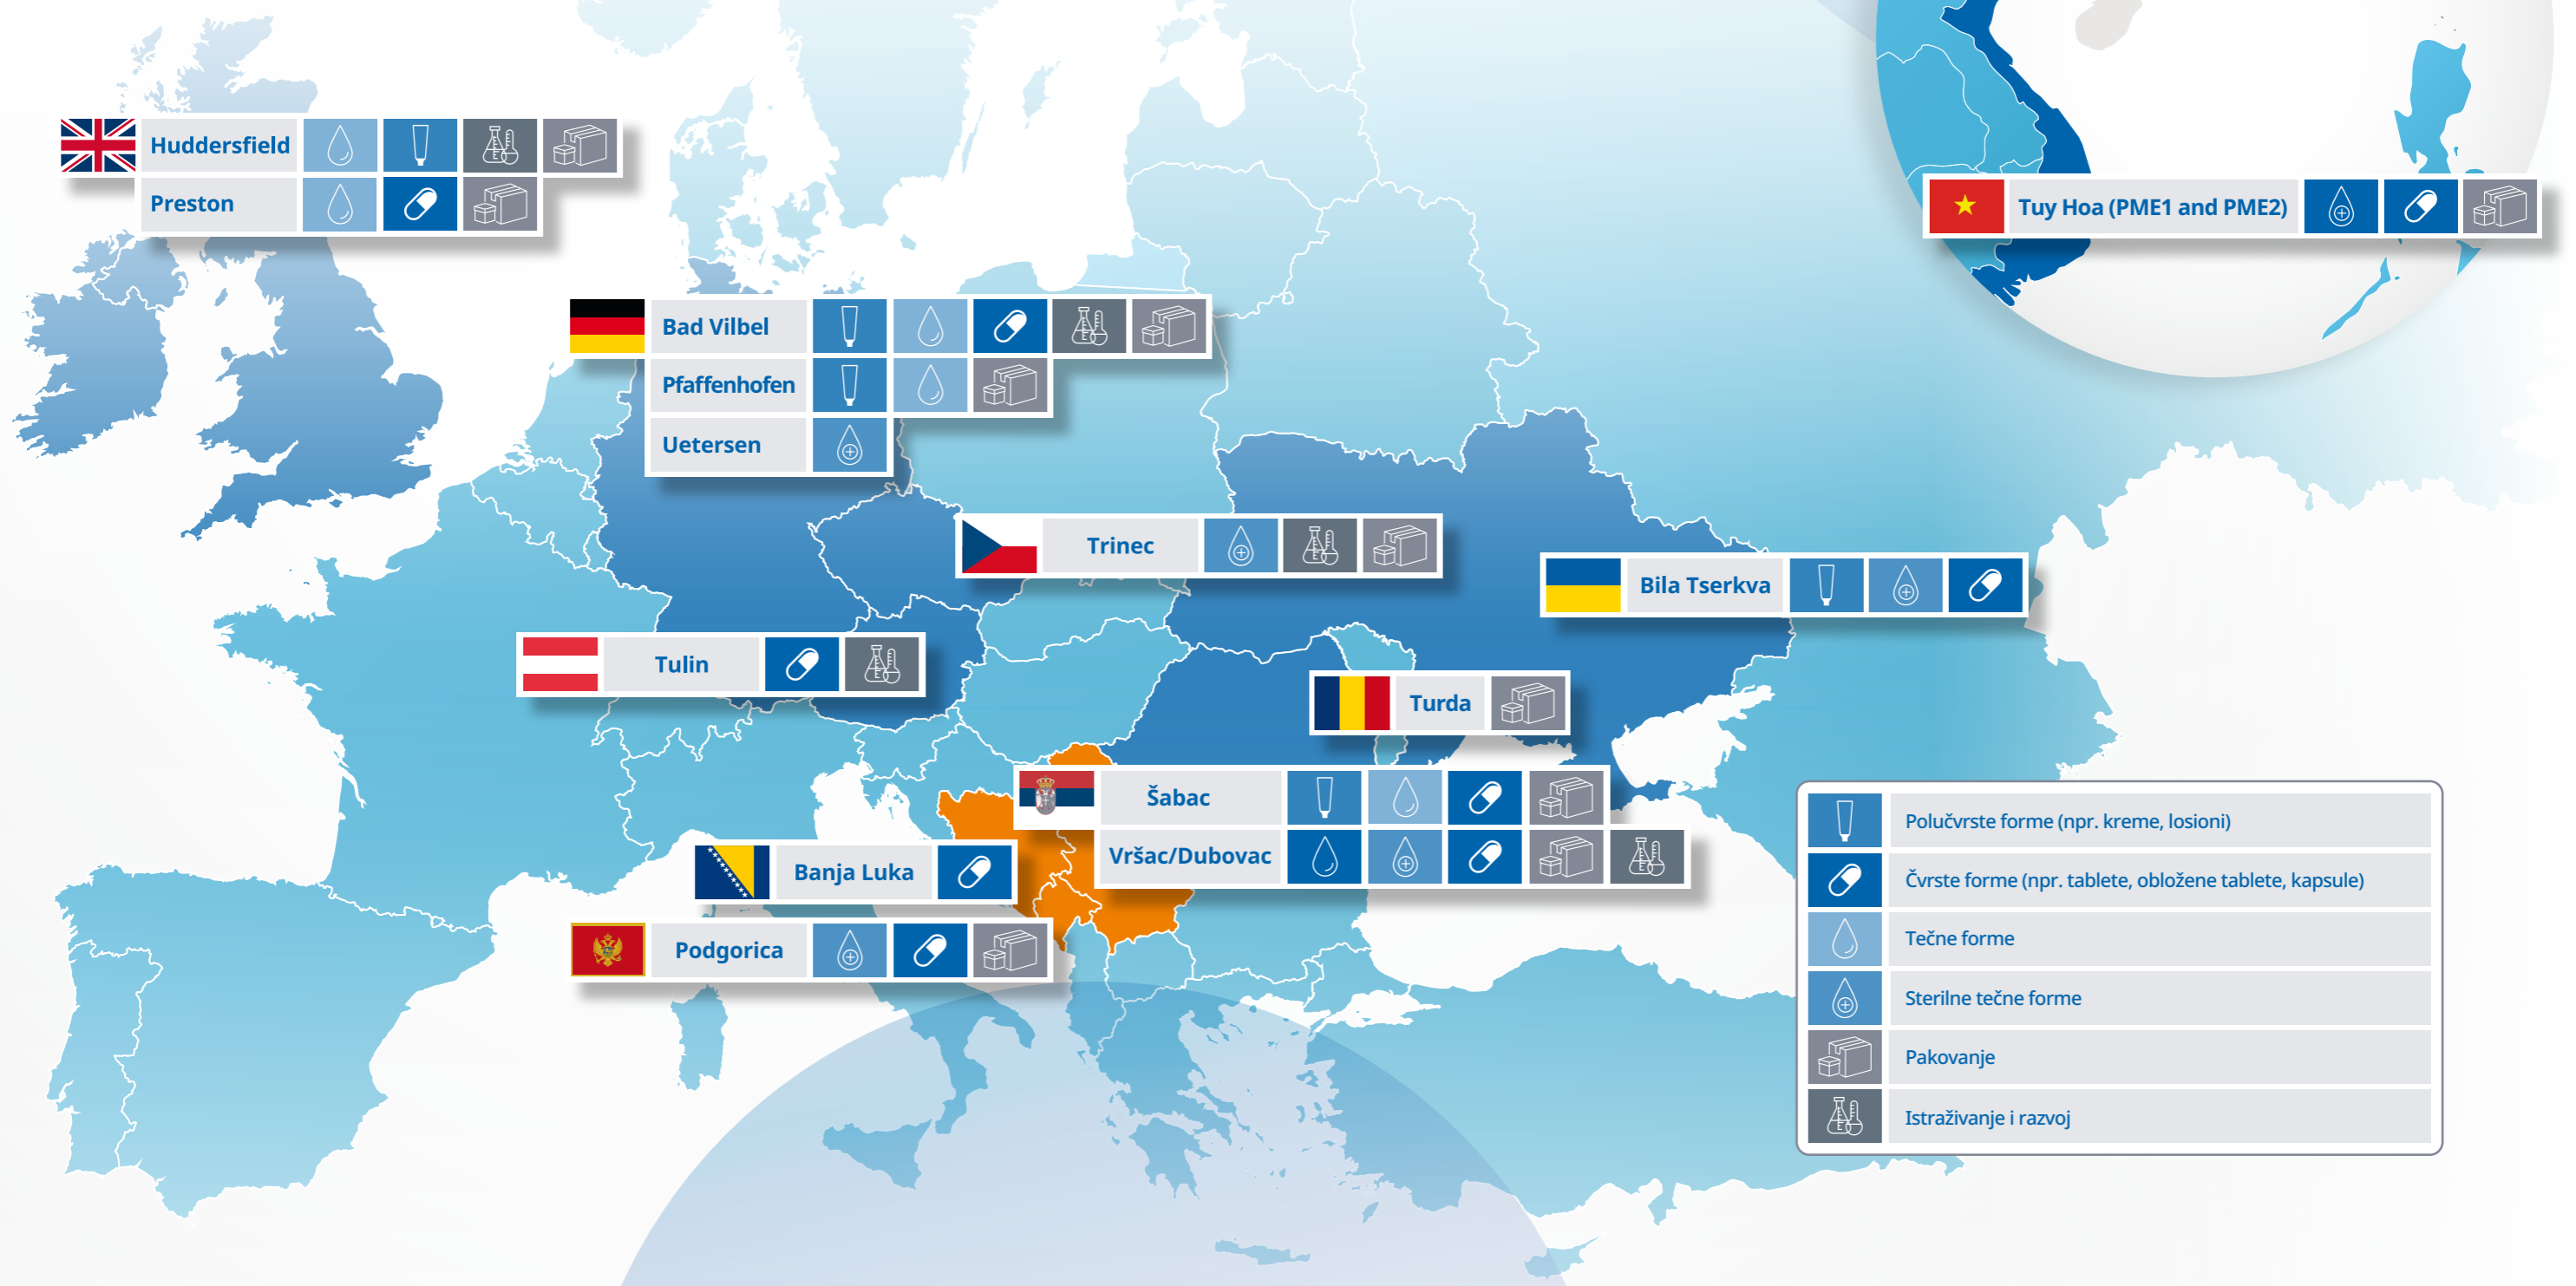 Huddersfield
Preston
Tuy Hoa (PME1 and PME2)
Bad Vilbel
Pfaffenhofen
Uetersen
Trinec
Bila Tserkva
Tulin
Turda
Šabac
Vršac/Dubovac
Banja Luka
Podgorica
Polučvrste forme (npr. kreme, losioni)
Čvrste forme (npr. tablete, obložene tablete, kapsule)
Tečne forme
Sterilne tečne forme
Pakovanje
Istraživanje i razvoj